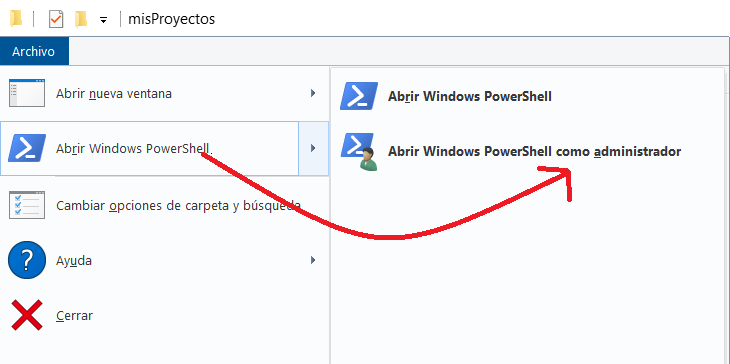 misProyectos
Archivo
Abrir nueva ventana
Abrir Windows PowerShell
Cambiar opciones de carpeta y búsqueda
Ayuda
Cerrar
Abrir Windows PowerShell
Abrir Windows PowerShell como administrador